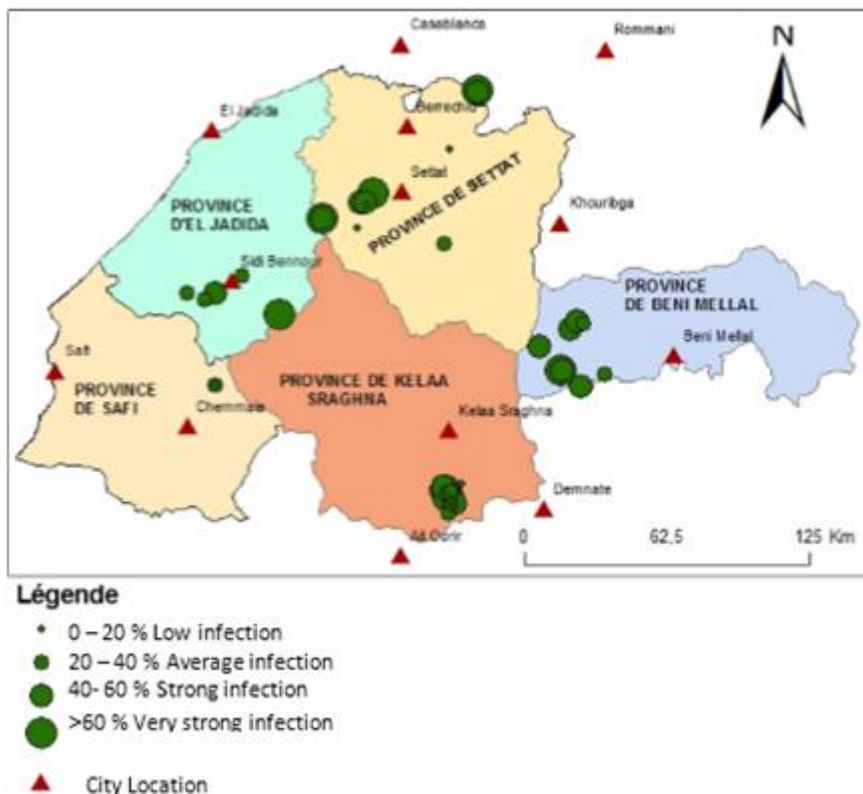 Casablanca
Rommani
N
El Jadida
Berrechid
Settat
PROVINCE DE SETTAT
Khouribga
PROVINCE
D'EL JADIDA
Sidi Bennour
PROVINCE
DE BENI MELLAL
Beni Mellal
Safi
PROVINCE
DE SAFI
Chemmaia
PROVINCE DE KELAA
SRAGHNA
Kelaa Sraghna
Demnate
Ait Ourir
0 62,5 125 Km
Légende
0 – 20 % Low infection
20 – 40 % Average infection
40- 60 % Strong infection
>60 % Very strong infection
City Location